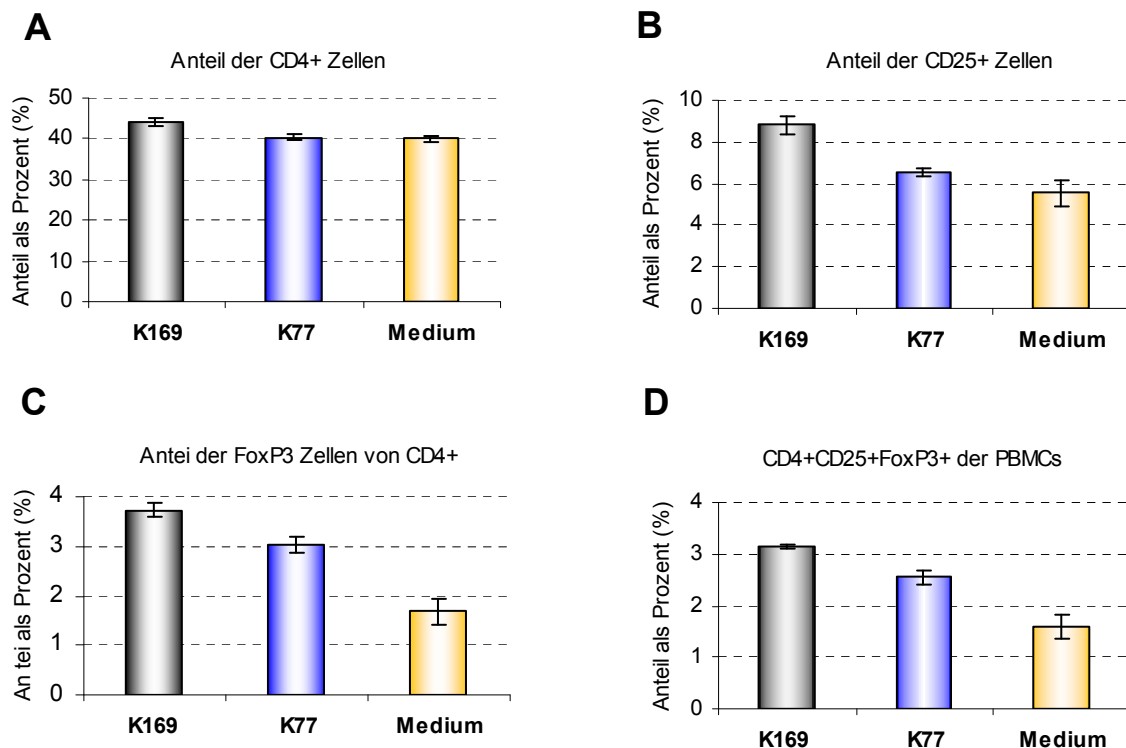 A
Anteil der CD4+ Zellen
Anteil als Prozent (%)
50
40
30
20
10
0
K169 K77 Medium
B
Anteil der CD25+ Zellen
Anteil als Prozent (%)
10
8
6
4
2
0
K169 K77 Medium
C
Antei der FoxP3 Zellen von CD4+
An tei als Prozent (%)
4
3
2
1
0
K169 K77 Medium
D
CD4+CD25+FoxP3+ der PBMCs
Anteil als Prozent (%)
4
3
2
1
0
K169 K77 Medium